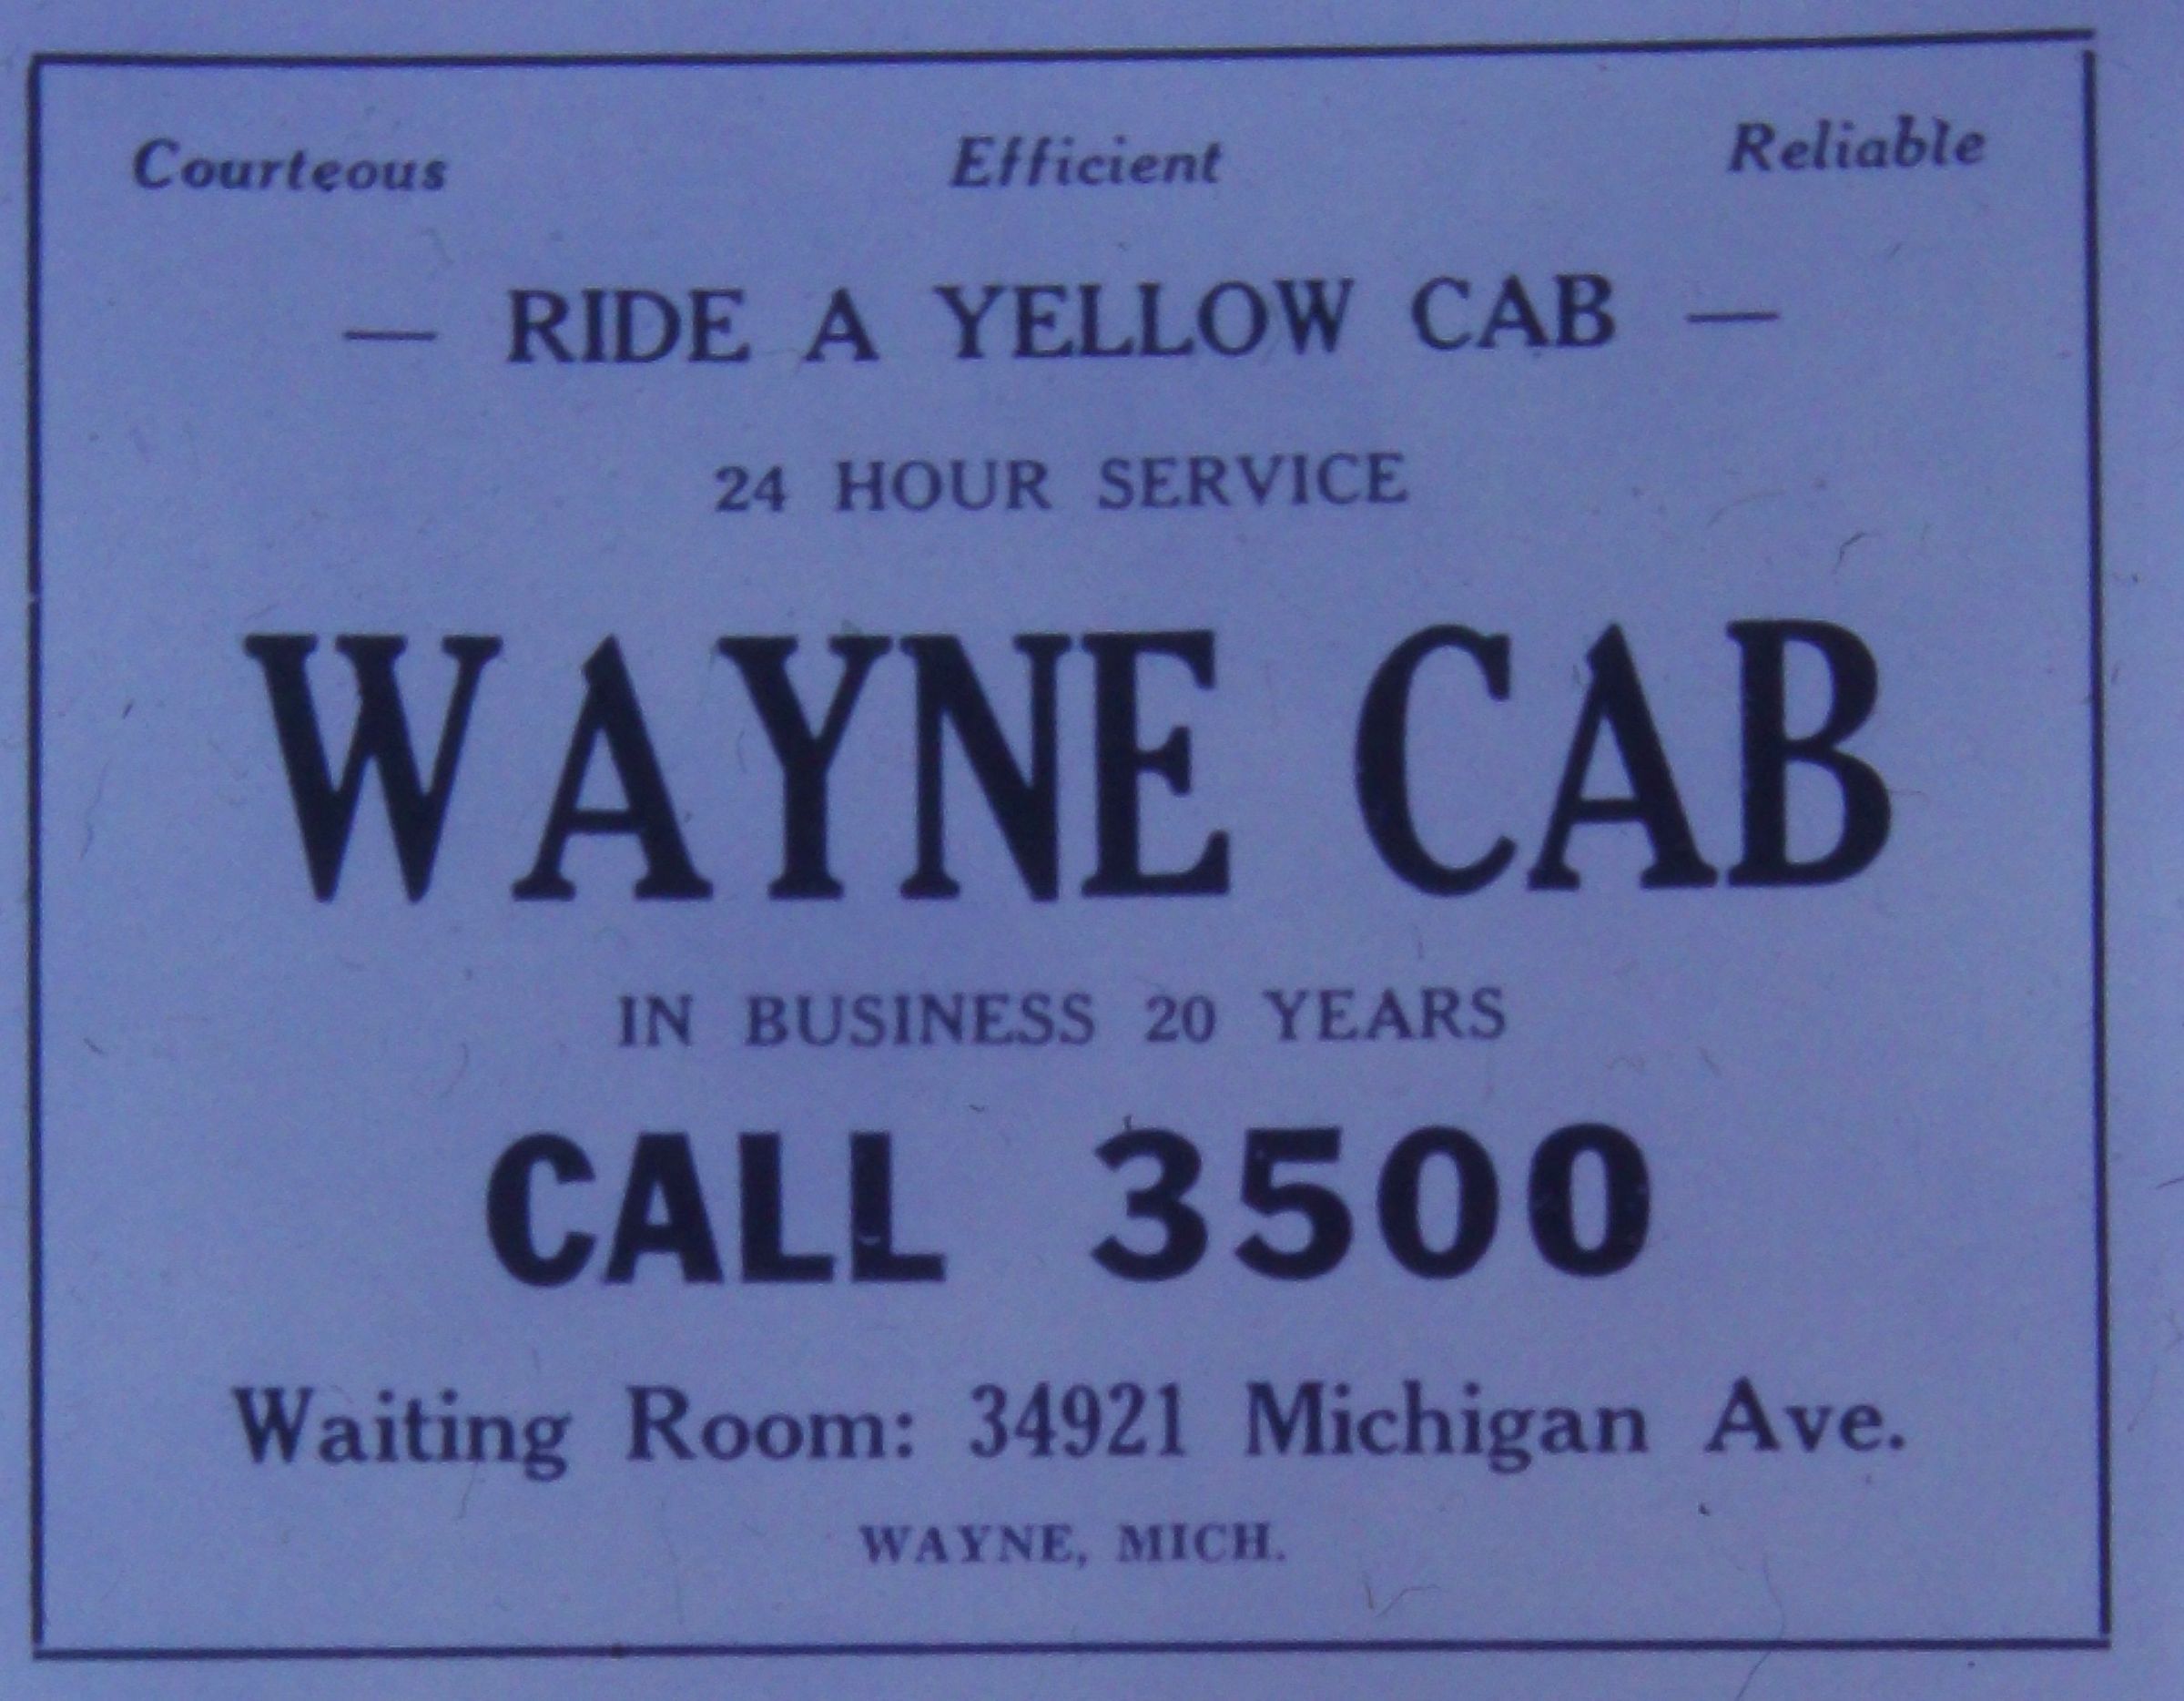 Courteous Efficient Reliable
— RIDE A YELLOW CAB —
24 HOUR SERVICE
WAYNE CAB
IN BUSINESS 20 YEARS
CALL 3500
Waiting Room: 34921 Michigan Ave.
WAYNE, MICH.